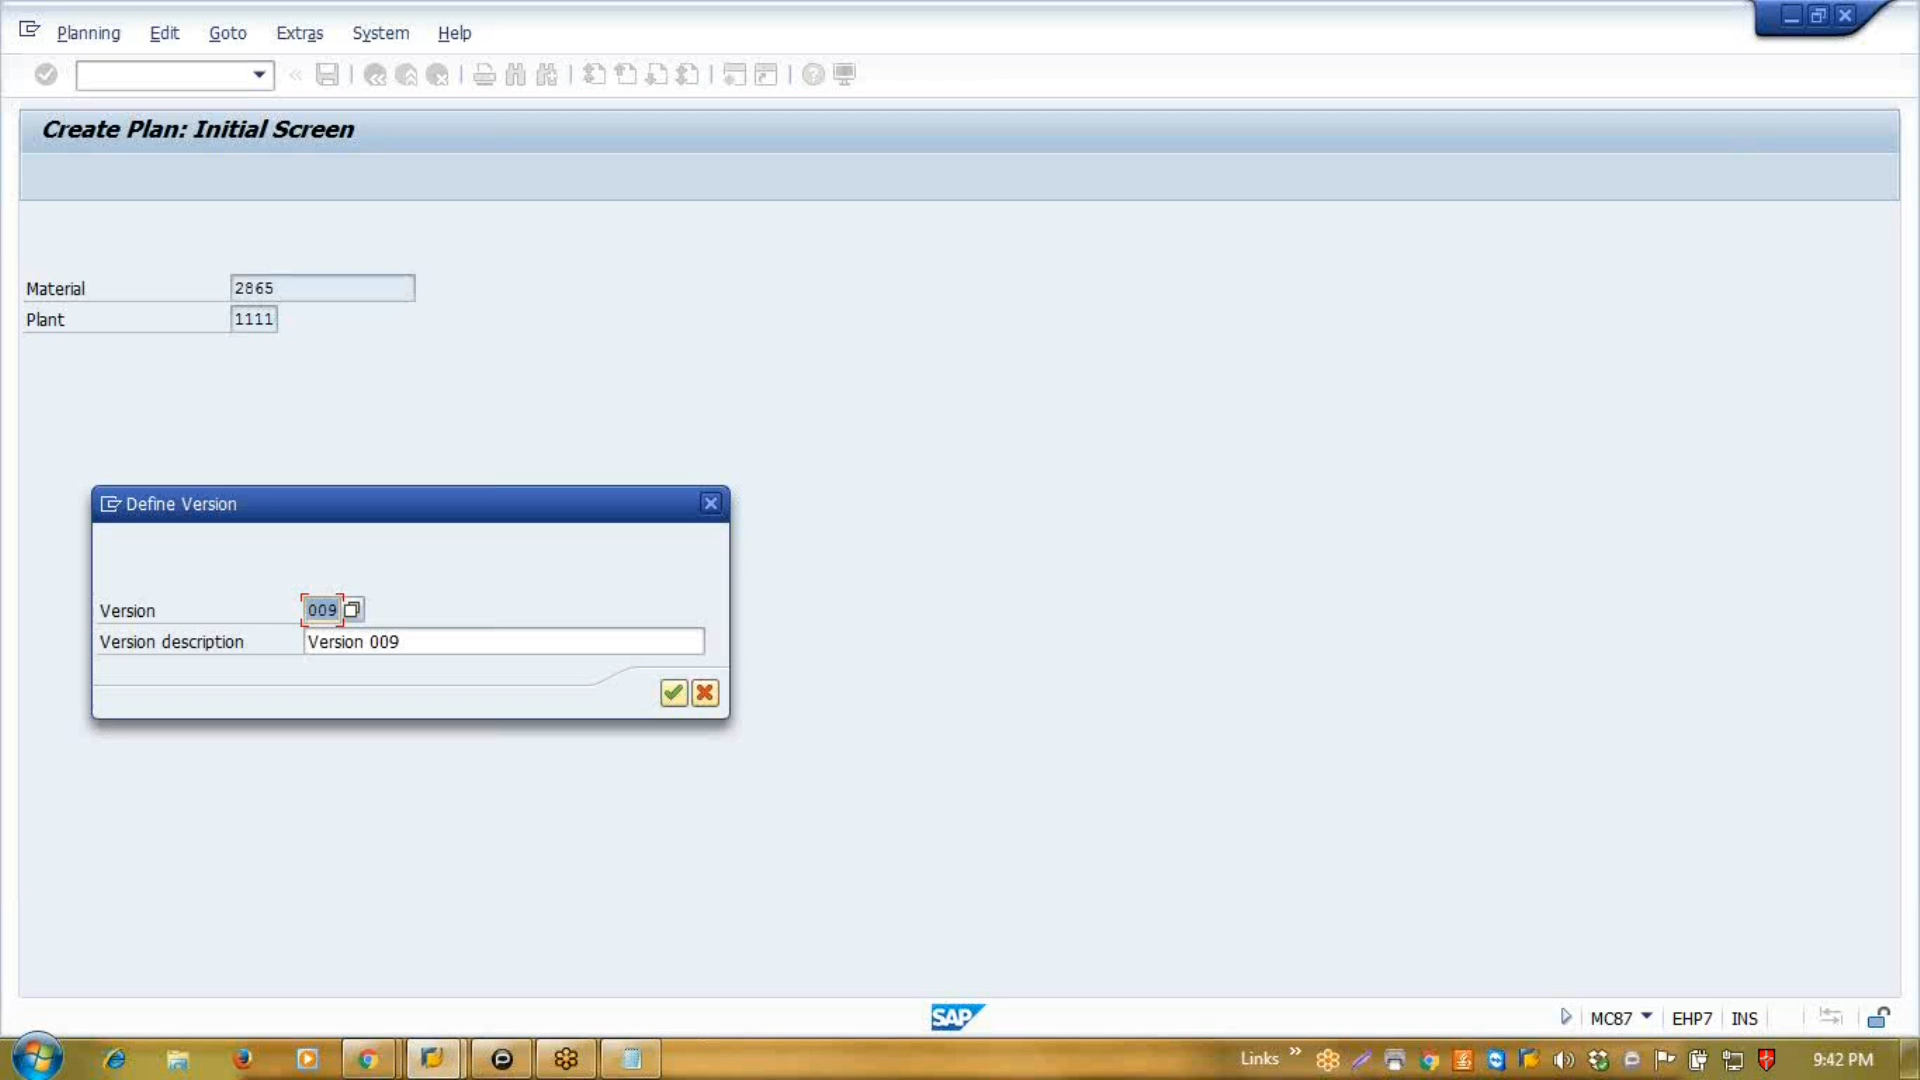 Planning Edit Goto Extras System Help
Create Plan: Initial Screen
Material 2865
Plant 1111
Define Version
Version 009
Version description Version 009
SAP
MC87 EHP7 INS
Links » 9:42 PM